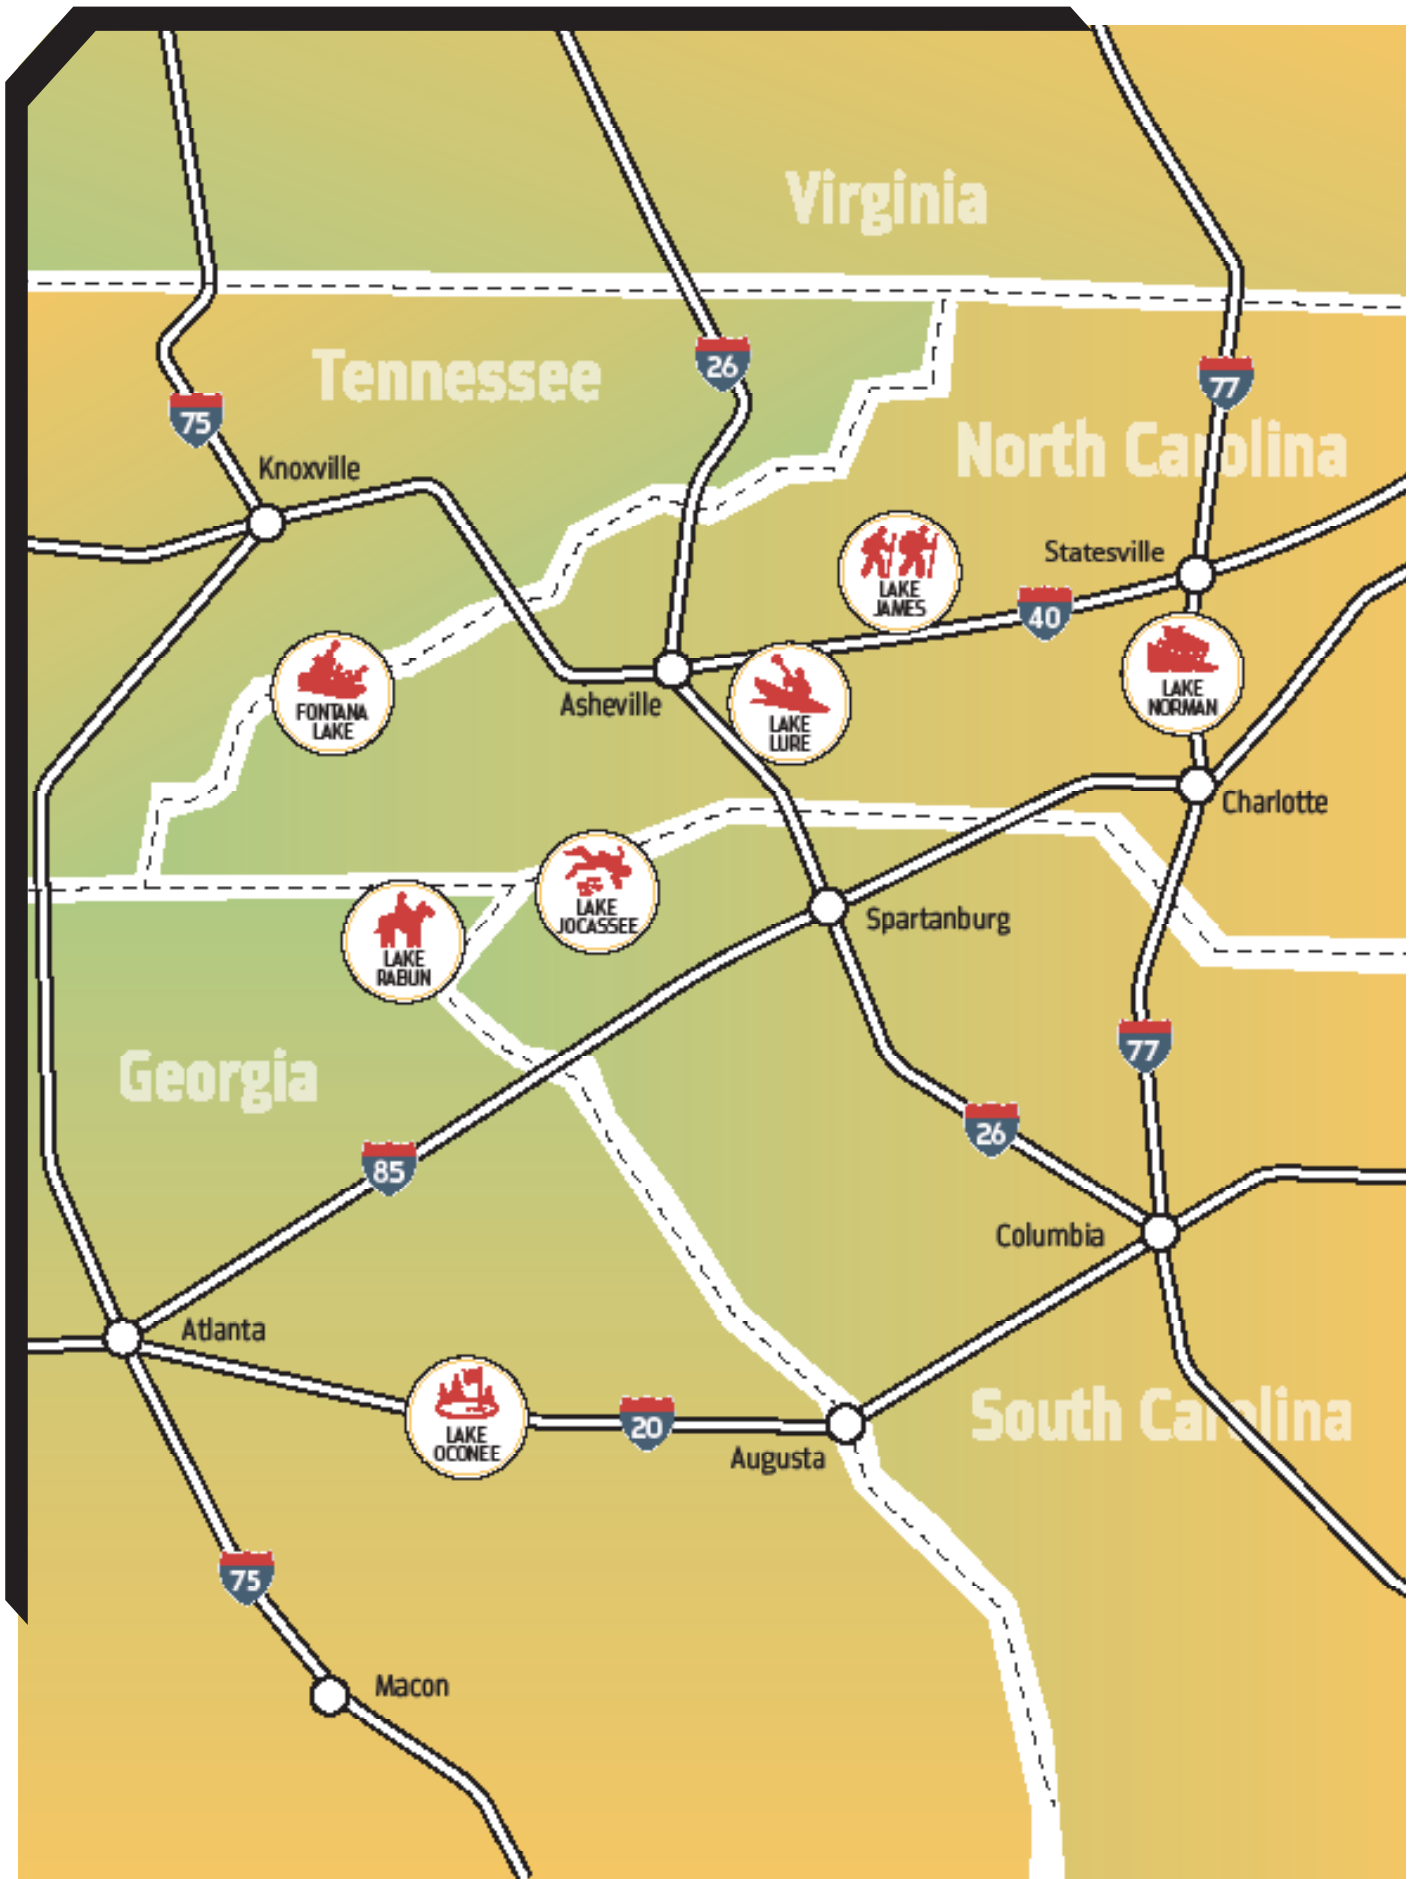 Virginia
26
Tennessee
77
75
North Carolina
Knoxville
Statesville
LAKE
JAMES
40
FONTANA
LAKE
Asheville
LAKE
LURE
LAKE
NORMAN
Charlotte
LAKE
JOCASSEE
Spartanburg
LAKE
RABUN
77
Georgia
26
85
Columbia
Atlanta
South Carolina
20
LAKE
OCONEE
Augusta
75
Macon